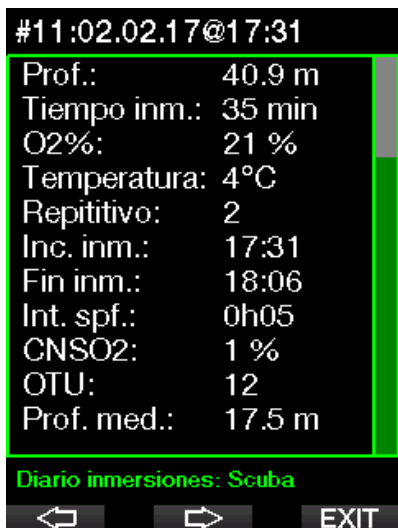 #11:02.02.17@17:31
Prof.: 40.9 m
Tiempo inm.: 35 min
O2%: 21 %
Temperatura: 4°C
Repititivo: 2
Inc. inm.: 17:31
Fin inm.: 18:06
Int. spf.: 0h05
CNSO2: 1 %
OTU: 12
Prof. med.: 17.5 m
Diario inmersiones: Scuba
EXIT